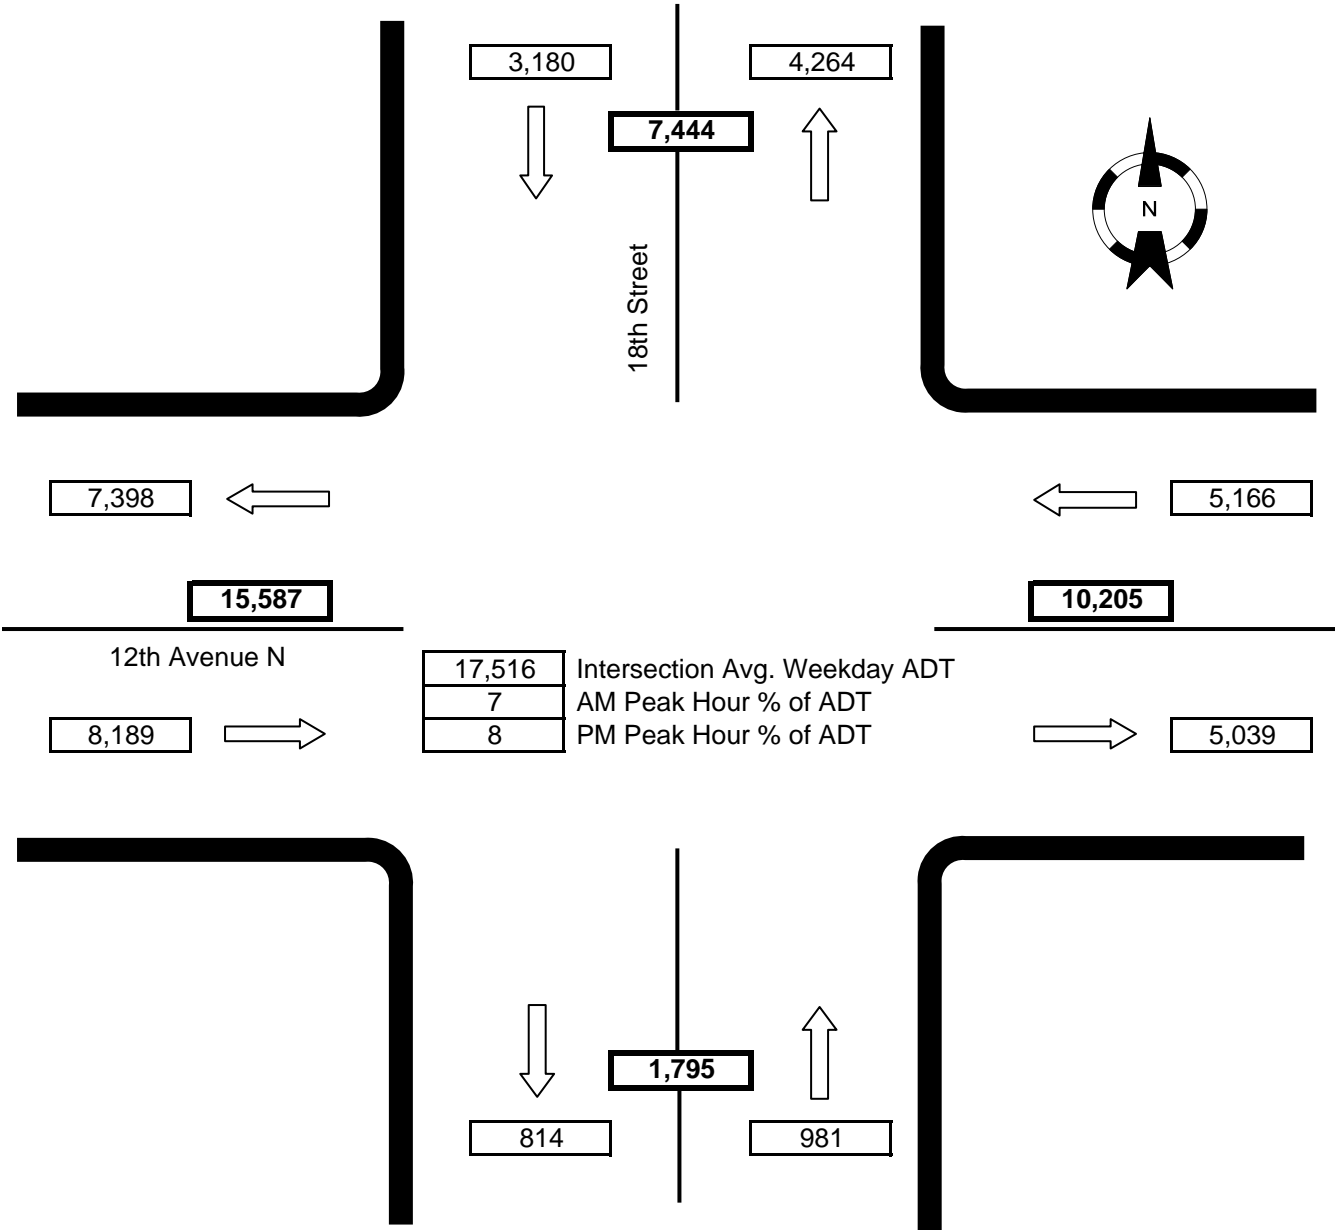 3,180
4,264
7,444
N
18th Street
7,398
5,166
15,587
10,205
12th Avenue N
17,516 Intersection Avg. Weekday ADT
7 AM Peak Hour % of ADT
8 PM Peak Hour % of ADT
8,189
5,039
1,795
814
981